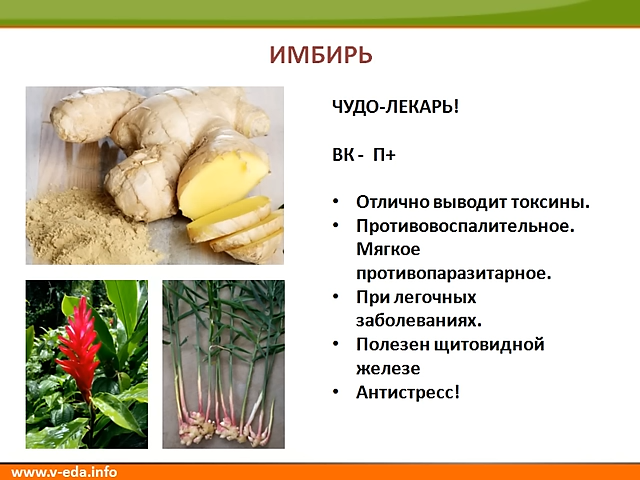 ИМБИРЬ
ЧУДО-ЛЕКАРЬ!
ВК - П+
• Отлично выводит токсины.
• Противовоспалительное.
Мягкое
противопаразитарное.
• При легочных
заболеваниях.
• Полезен щитовидной
железе
• Антистресс!
www.v-eda.info